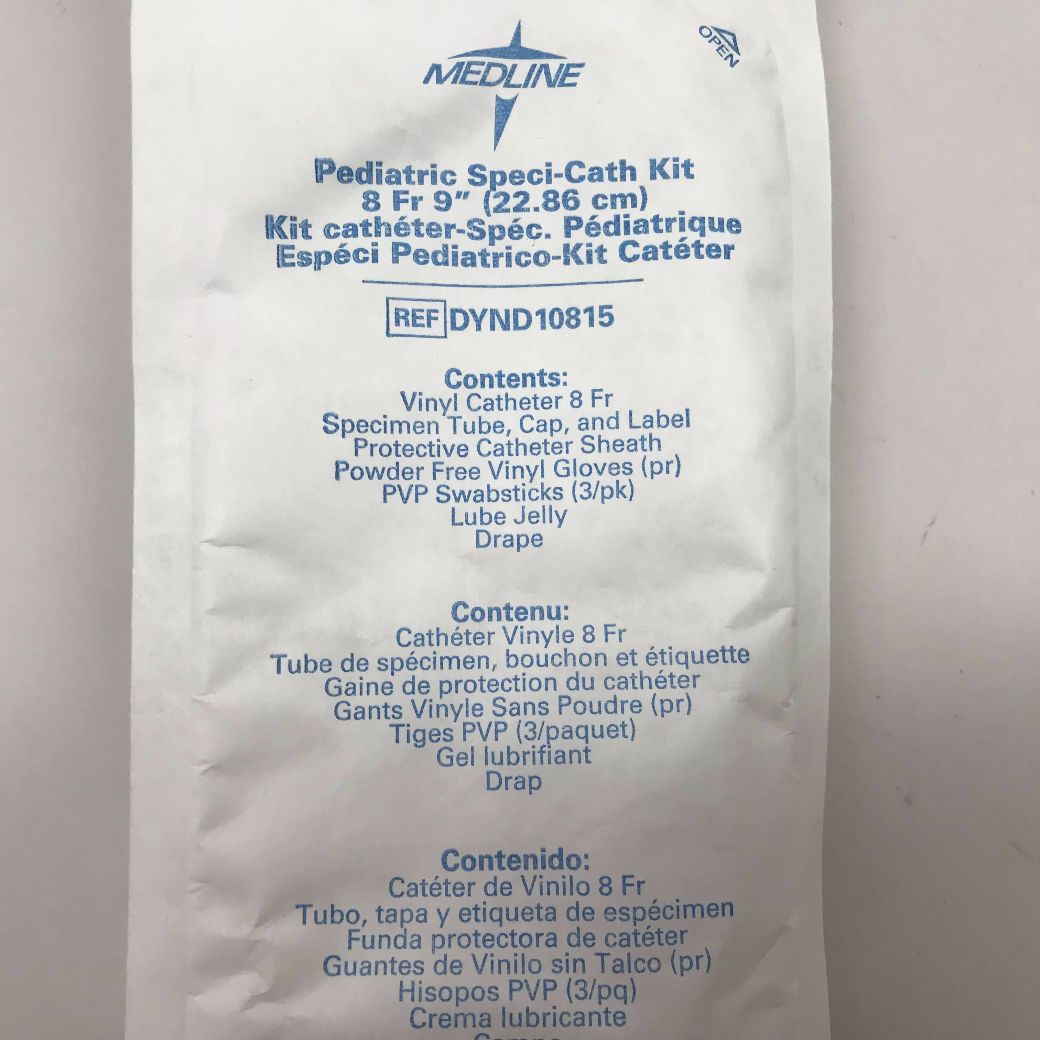 MEDLINE
OPEN
Pediatric Speci-Cath Kit
8 Fr 9" (22.86 cm)
Kit cathéter-Spéc. Pédiatrique
Espéci Pediatrico-Kit Catéter
REF DYND10815
Contents:
Vinyl Catheter 8 Fr
Specimen Tube, Cap, and Label
Protective Catheter Sheath
Powder Free Vinyl Gloves (pr)
PVP Swabsticks (3/pk)
Lube Jelly
Drape
Contenu:
Cathéter Vinyle 8 Fr
Tube de spécimen, bouchon et étiquette
Gaine de protection du cathéter
Gants Vinyle Sans Poudre (pr)
Tiges PVP (3/paquet)
Gel lubrifiant
Drap
Contenido:
Catéter de Vinilo 8 Fr
Tubo, tapa y etiqueta de espécimen
Funda protectora de catéter
Guantes de Vinilo sin Talco (pr)
Hisopos PVP (3/pq)
Crema lubricante